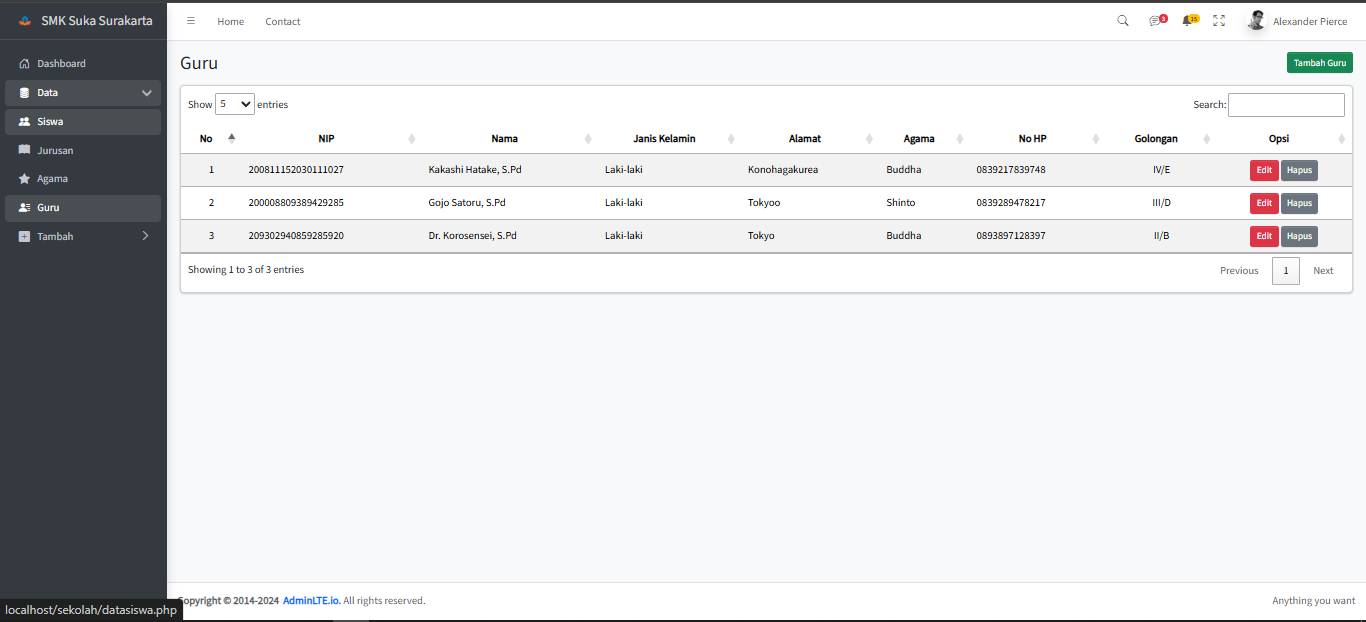 SMK Suka Surakarta
Home Contact
3 15 Alexander Pierce
Dashboard
Data
Siswa
Jurusan
Agama
Guru
Tambah
Guru
Tambah Guru
Show 5 entries Search:
No NIP Nama Janis Kelamin Alamat Agama No HP Golongan Opsi
1 200811152030111027 Kakashi Hatake, S.Pd Laki-laki Konohagakurea Buddha 0839217839748 IV/E Edit Hapus
2 200008809389429285 Gojo Satoru, S.Pd Laki-laki Tokyoo Shinto 0839289478217 III/D Edit Hapus
3 209302940859285920 Dr. Korosensei, S.Pd Laki-laki Tokyo Buddha 0893897128397 II/B Edit Hapus
Showing 1 to 3 of 3 entries Previous 1 Next
Copyright © 2014-2024 AdminLTE.io. All rights reserved. Anything you want
localhost/sekolah/datasiswa.php